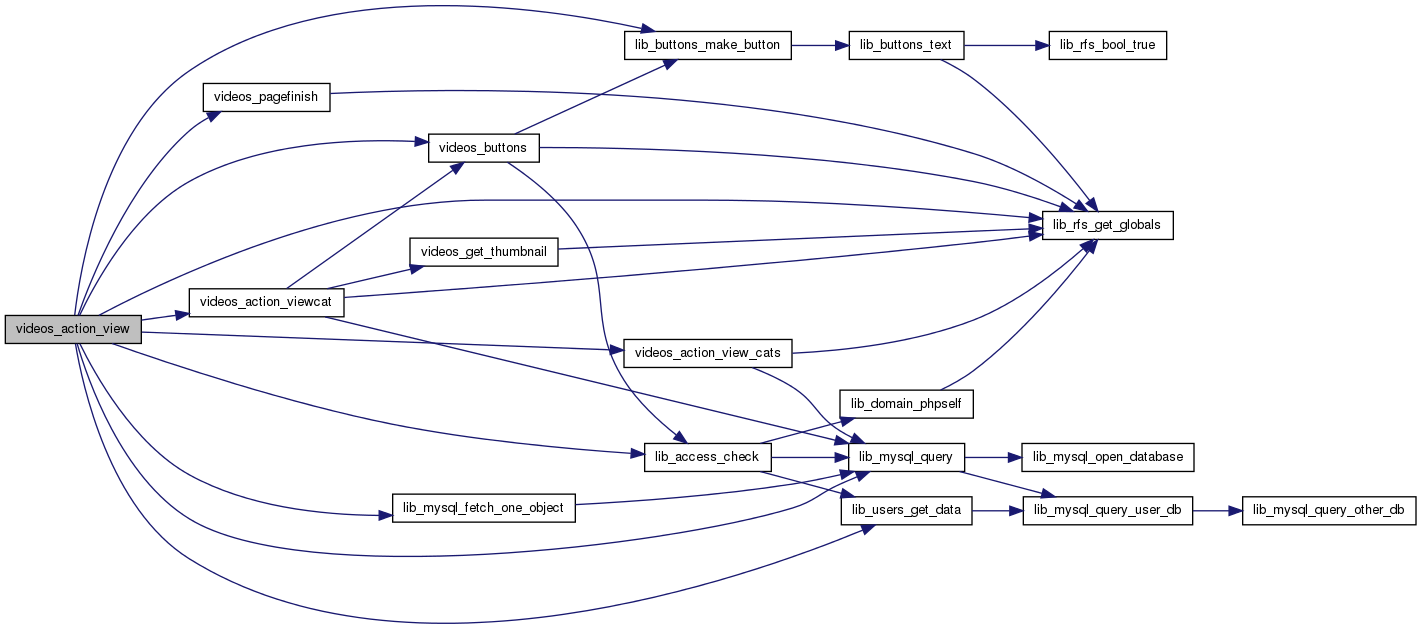 lib_buttons_make_button
lib_buttons_text
lib_rfs_bool_true
videos_pagefinish
videos_buttons
lib_rfs_get_globals
videos_get_thumbnail
videos_action_viewcat
videos_action_view
videos_action_view_cats
lib_domain_phpself
lib_access_check
lib_mysql_query
lib_mysql_open_database
lib_mysql_fetch_one_object
lib_users_get_data
lib_mysql_query_user_db
lib_mysql_query_other_db